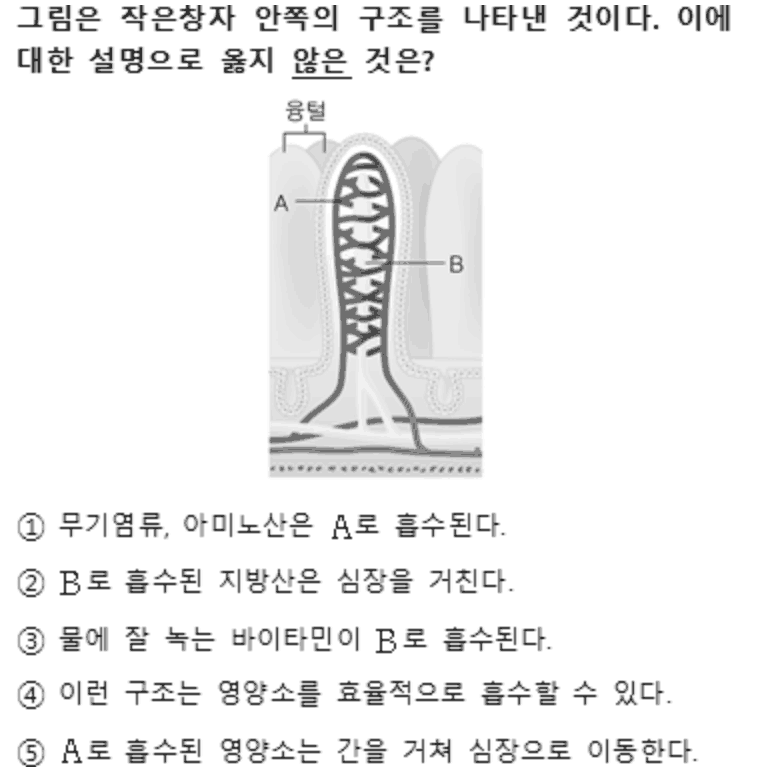 그림은 작은창자 안쪽의 구조를 나타낸 것이다. 이에
대한 설명으로 옳지 않은 것은?
융털
A
B
① 무기염류, 아미노산은 A로 흡수된다.
② B로 흡수된 지방산은 심장을 거친다.
③ 물에 잘 녹는 바이타민이 B로 흡수된다.
④ 이런 구조는 영양소를 효율적으로 흡수할 수 있다.
⑤ A로 흡수된 영양소는 간을 거쳐 심장으로 이동한다.